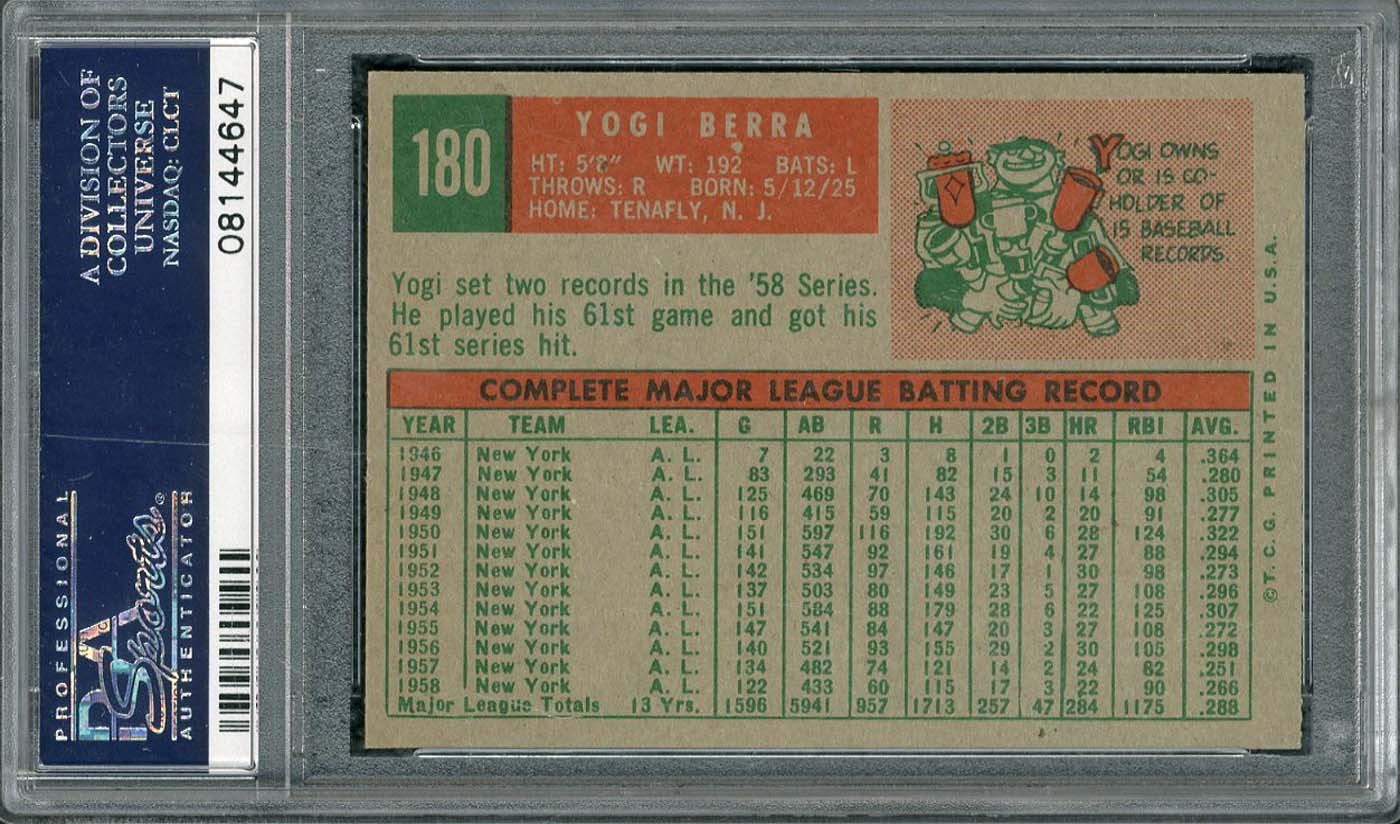 A DIVISION OF
COLLECTORS
UNIVERSE
NASDAQ: CLCT
08144647
PROFESSIONAL
PSA
Sports®
AUTHENTICATOR
180
YOGI BERRA
HT: 5'8" WT: 192 BATS: L
THROWS: R BORN: 5/12/25
HOME: TENAFLY, N. J.
YOGI OWNS
OR IS CO-
HOLDER OF
15 BASEBALL
RECORDS.
Yogi set two records in the '58 Series.
He played his 61st game and got his
61st series hit.
COMPLETE MAJOR LEAGUE BATTING RECORD
YEAR TEAM LEA. G AB R H 2B 3B HR RBI AVG.
1946 New York A. L. 7 22 3 8 1 0 2 4 .364
1947 New York A. L. 83 293 41 82 15 3 11 54 .280
1948 New York A. L. 125 469 70 143 24 10 14 98 .305
1949 New York A. L. 116 415 59 115 20 2 20 91 .277
1950 New York A. L. 151 597 116 192 30 6 28 124 .322
1951 New York A. L. 141 547 92 161 19 4 27 88 .294
1952 New York A. L. 142 534 97 146 17 1 30 98 .273
1953 New York A. L. 137 503 80 149 23 5 27 108 .296
1954 New York A. L. 151 584 88 179 28 6 22 125 .307
1955 New York A. L. 147 541 84 147 20 3 27 108 .272
1956 New York A. L. 140 521 93 155 29 2 30 105 .298
1957 New York A. L. 134 482 74 121 14 2 24 82 .251
1958 New York A. L. 122 433 60 115 17 3 22 90 .266
Major League Totals 13 Yrs. 1596 5941 957 1713 257 47 284 1175 .288
©T. C. G. PRINTED IN U.S.A.